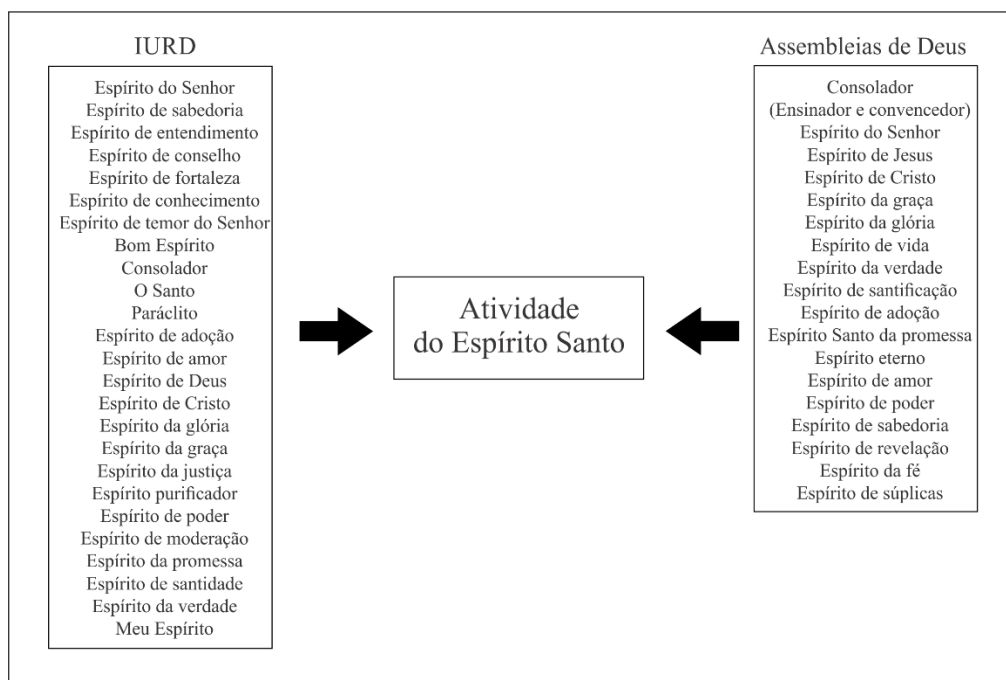 IURD
Espírito do Senhor
Espírito de sabedoria
Espírito de entendimento
Espírito de conselho
Espírito de fortaleza
Espírito de conhecimento
Espírito de temor do Senhor
Bom Espírito
Consolador
O Santo
Paráclito
Espírito de adoção
Espírito de amor
Espírito de Deus
Espírito de Cristo
Espírito da glória
Espírito da graça
Espírito da justiça
Espírito purificador
Espírito de poder
Espírito de moderação
Espírito da promessa
Espírito de santidade
Espírito da verdade
Meu Espírito
Atividade
do Espírito Santo
Assembleias de Deus
Consolador
(Ensinador e convencedor)
Espírito do Senhor
Espírito de Jesus
Espírito de Cristo
Espírito da graça
Espírito da glória
Espírito de vida
Espírito da verdade
Espírito de santificação
Espírito de adoção
Espírito Santo da promessa
Espírito eterno
Espírito de amor
Espírito de poder
Espírito de sabedoria
Espírito de revelação
Espírito da fé
Espírito de súplicas